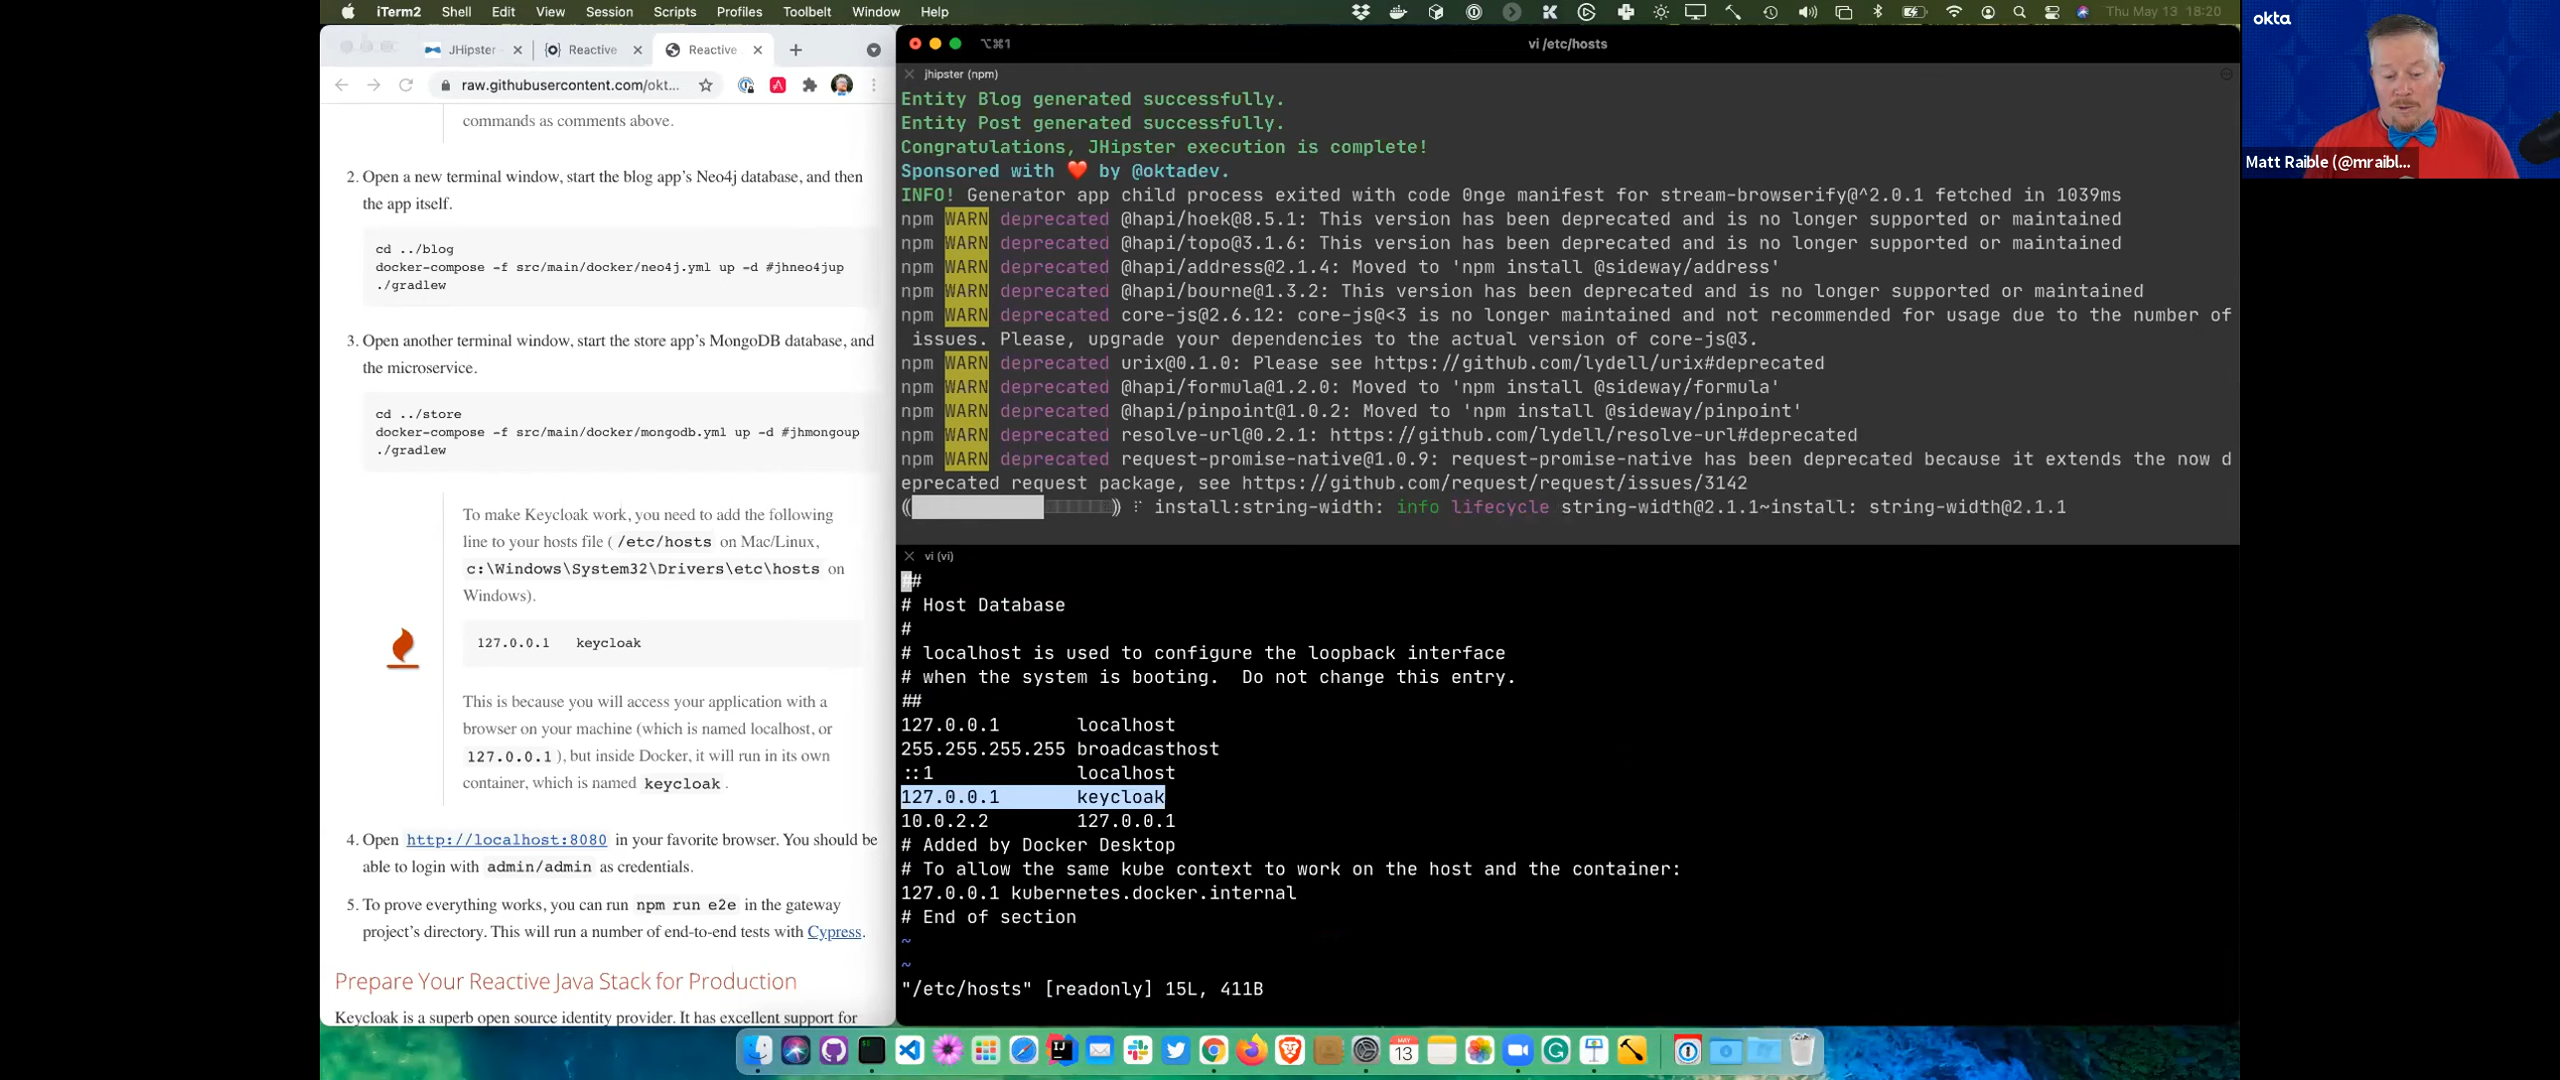 iTerm2 Shell Edit View Session Scripts Profiles Toolbelt Window Help
Thu May 13 18:20
JHipster
Reactive
Reactive
raw.githubusercontent.com/okt...
commands as comments above.
2. Open a new terminal window, start the blog app's Neo4j database, and then
the app itself.
cd ../blog
docker-compose -f src/main/docker/neo4j.yml up -d #jhneo4jup
./gradlew
3. Open another terminal window, start the store app's MongoDB database, and
the microservice.
cd ../store
docker-compose -f src/main/docker/mongodb.yml up -d #jhmongoup
./gradlew
To make Keycloak work, you need to add the following
line to your hosts file ( /etc/hosts on Mac/Linux,
c:\Windows\System32\Drivers\etc\hosts on
Windows).
127.0.0.1 keycloak
This is because you will access your application with a
browser on your machine (which is named localhost, or
127.0.0.1 ), but inside Docker, it will run in its own
container, which is named keycloak .
4. Open http://localhost:8080 in your favorite browser. You should be
able to login with admin/admin as credentials.
5. To prove everything works, you can run npm run e2e in the gateway
project's directory. This will run a number of end-to-end tests with Cypress.
Prepare Your Reactive Java Stack for Production
Keycloak is a superb open source identity provider. It has excellent support for
⌥⌘1
vi /etc/hosts
jhipster (npm)
Entity Blog generated successfully.
Entity Post generated successfully.
Congratulations, JHipster execution is complete!
Sponsored with ❤️ by @oktadev.
INFO! Generator app child process exited with code 0nge manifest for stream-browserify@^2.0.1 fetched in 1039ms
npm WARN deprecated @hapi/hoek@8.5.1: This version has been deprecated and is no longer supported or maintained
npm WARN deprecated @hapi/topo@3.1.6: This version has been deprecated and is no longer supported or maintained
npm WARN deprecated @hapi/address@2.1.4: Moved to 'npm install @sideway/address'
npm WARN deprecated @hapi/bourne@1.3.2: This version has been deprecated and is no longer supported or maintained
npm WARN deprecated core-js@2.6.12: core-js@<3 is no longer maintained and not recommended for usage due to the number of
issues. Please, upgrade your dependencies to the actual version of core-js@3.
npm WARN deprecated urix@0.1.0: Please see https://github.com/lydell/urix#deprecated
npm WARN deprecated @hapi/formula@1.2.0: Moved to 'npm install @sideway/formula'
npm WARN deprecated @hapi/pinpoint@1.0.2: Moved to 'npm install @sideway/pinpoint'
npm WARN deprecated resolve-url@0.2.1: https://github.com/lydell/resolve-url#deprecated
npm WARN deprecated request-promise-native@1.0.9: request-promise-native has been deprecated because it extends the now d
eprecated request package, see https://github.com/request/request/issues/3142
install:string-width: info lifecycle string-width@2.1.1~install: string-width@2.1.1
vi (vi)
##
# Host Database
#
# localhost is used to configure the loopback interface
# when the system is booting.  Do not change this entry.
##
127.0.0.1 localhost
255.255.255.255 broadcasthost
::1 localhost
127.0.0.1 keycloak
10.0.2.2 127.0.0.1
# Added by Docker Desktop
# To allow the same kube context to work on the host and the container:
127.0.0.1 kubernetes.docker.internal
# End of section
~
~
"/etc/hosts" [readonly] 15L, 411B
MAY
13
okta
Matt Raible (@mraibl...